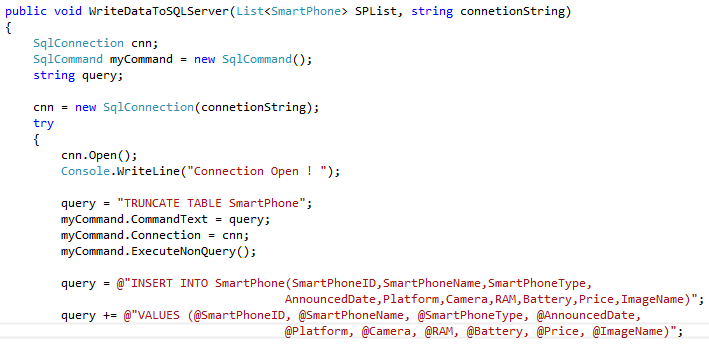 public void WriteDataToSQLServer(List<SmartPhone> SPList, string connetionString)
{
    SqlConnection cnn;
    SqlCommand myCommand = new SqlCommand();
    string query;

    cnn = new SqlConnection(connetionString);
    try
    {
        cnn.Open();
        Console.WriteLine("Connection Open ! ");

        query = "TRUNCATE TABLE SmartPhone";
        myCommand.CommandText = query;
        myCommand.Connection = cnn;
        myCommand.ExecuteNonQuery();

        query = @"INSERT INTO SmartPhone(SmartPhoneID,SmartPhoneName,SmartPhoneType,
                                        AnnouncedDate,Platform,Camera,RAM,Battery,Price,ImageName)";
        query += @"VALUES (@SmartPhoneID, @SmartPhoneName, @SmartPhoneType, @AnnouncedDate,
                                        @Platform, @Camera, @RAM, @Battery, @Price, @ImageName)";